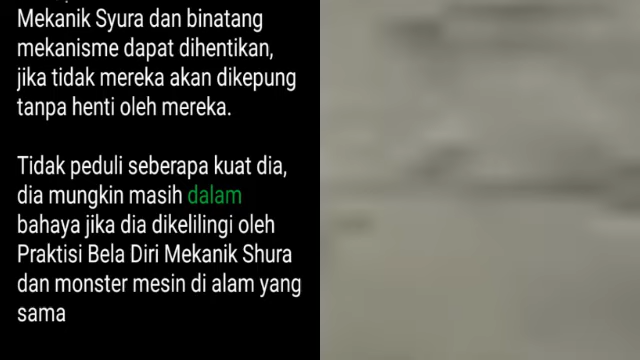 Mekanik Syura dan binatang
mekanisme dapat dihentikan,
jika tidak mereka akan dikepung
tanpa henti oleh mereka.
Tidak peduli seberapa kuat dia,
dia mungkin masih dalam
bahaya jika dia dikelilingi oleh
Praktisi Bela Diri Mekanik Shura
dan monster mesin di alam yang
sama